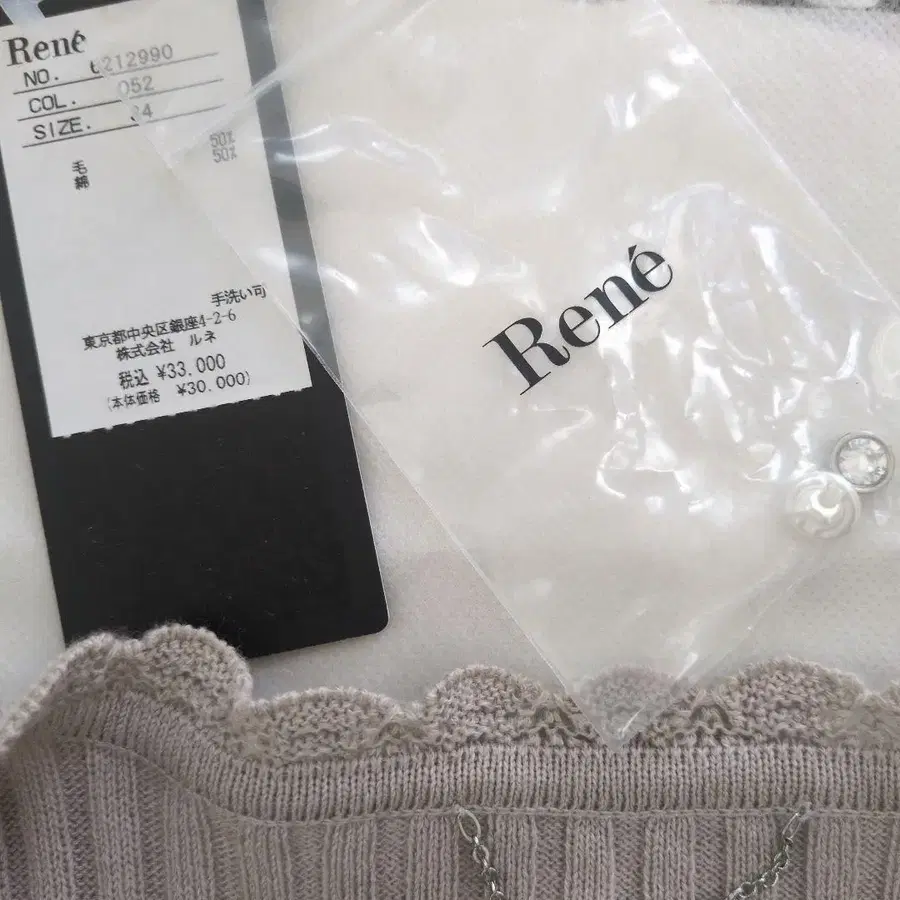 René
NO. 6212990
COL. 052
SIZE. 34
毛 50%
綿 50%
手洗い可
東京都中央区銀座4-2-6
株式会社 ルネ
税込 ¥33.000
(本体価格 ¥30.000)
René